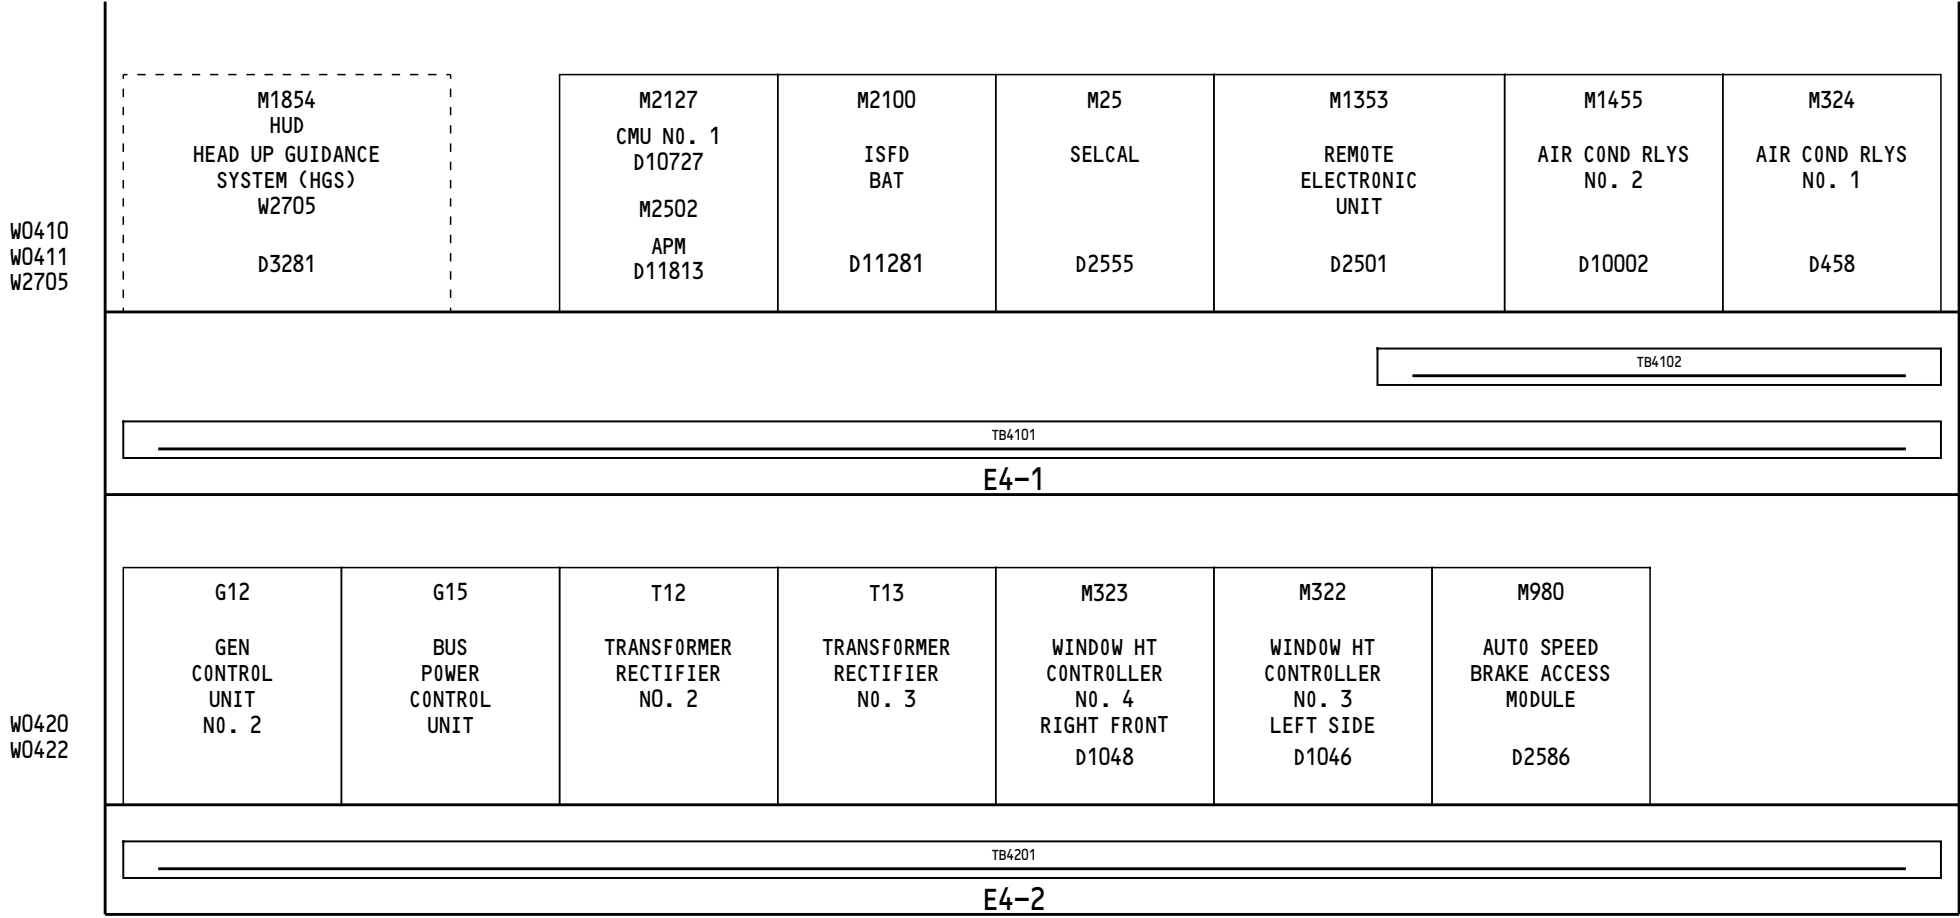 M1854
HUD
HEAD UP GUIDANCE
SYSTEM (HGS)
W2705
D3281
M2127
CMU NO. 1
D10727
M2502
APM
D11813
M2100
ISFD
BAT
D11281
M25
SELCAL
D2555
M1353
REMOTE
ELECTRONIC
UNIT
D2501
M1455
AIR COND RLYS
NO. 2
D10002
M324
AIR COND RLYS
NO. 1
D458
W0410
W0411
W2705
TB4102
TB4101
E4-1
G12
GEN
CONTROL
UNIT
NO. 2
G15
BUS
POWER
CONTROL
UNIT
T12
TRANSFORMER
RECTIFIER
NO. 2
T13
TRANSFORMER
RECTIFIER
NO. 3
M323
WINDOW HT
CONTROLLER
NO. 4
RIGHT FRONT
D1048
M322
WINDOW HT
CONTROLLER
NO. 3
LEFT SIDE
D1046
M980
AUTO SPEED
BRAKE ACCESS
MODULE
D2586
W0420
W0422
TB4201
E4-2